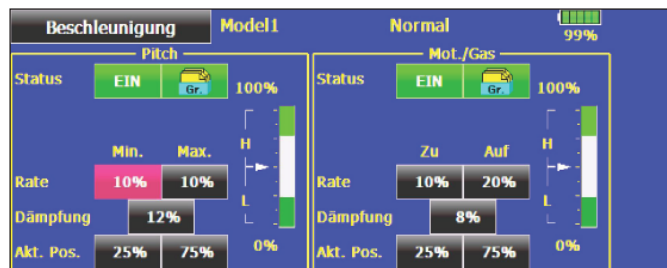 Beschleunigung Model1 Normal 99%
Pitch
Status EIN Gr. 100%
Min. Max. H
Rate 10% 10%
L
Dämpfung 12%
Akt. Pos. 25% 75% 0%
Mot./Gas
Status EIN Gr. 100%
Zu Auf H
Rate 10% 20%
L
Dämpfung 8%
Akt. Pos. 25% 75% 0%